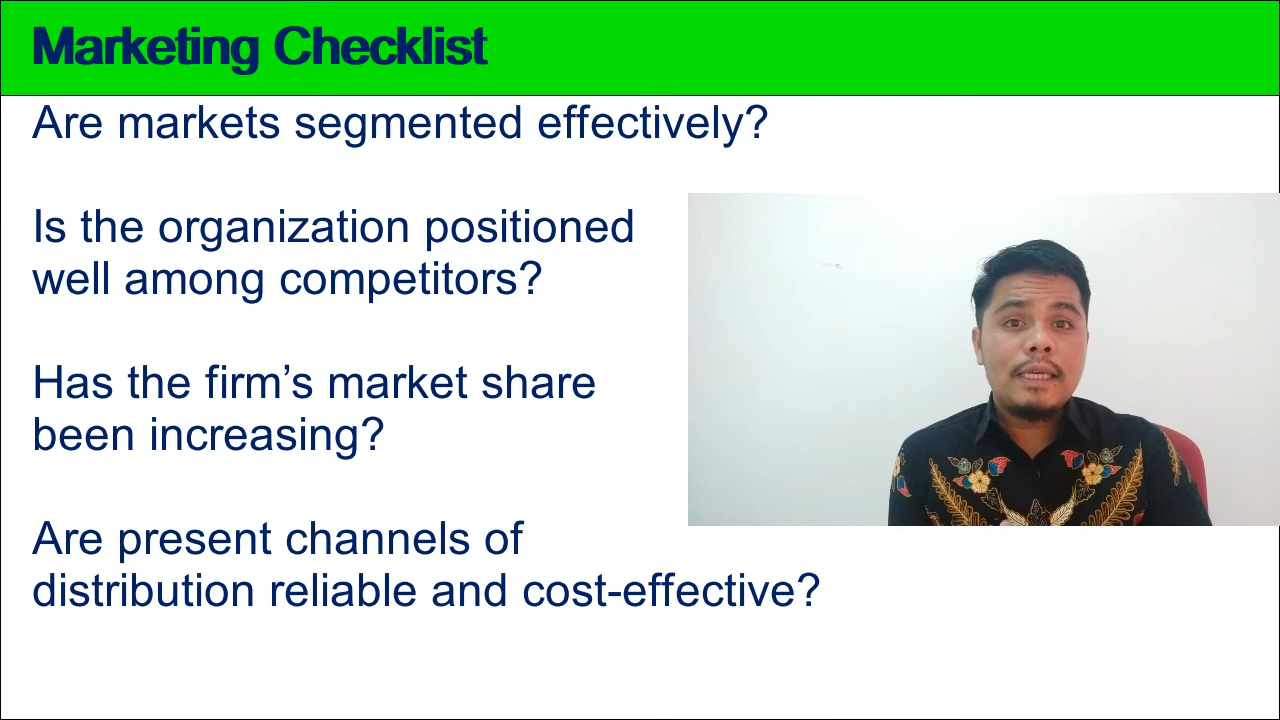 Marketing Checklist
Are markets segmented effectively?
Is the organization positioned
well among competitors?
Has the firm’s market share
been increasing?
Are present channels of
distribution reliable and cost-effective?